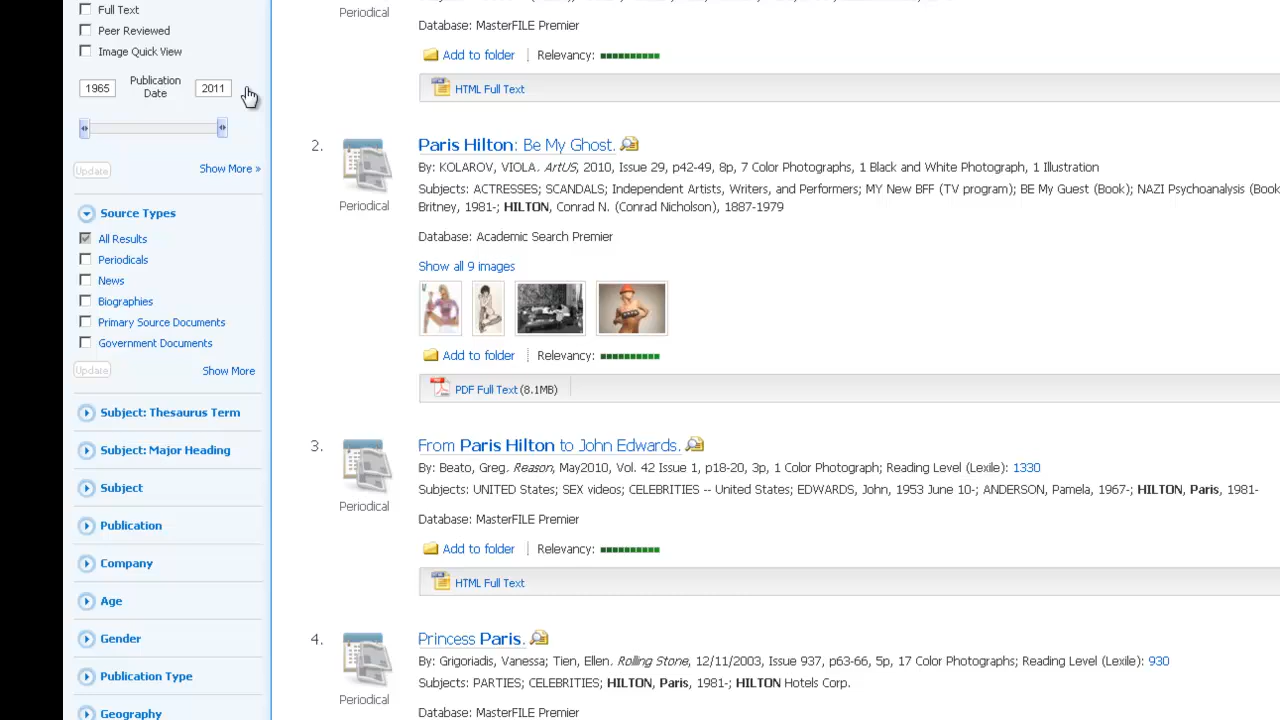 Full Text
Peer Reviewed
Image Quick View
1965 Publication Date 2011
Update Show More »
Source Types
All Results
Periodicals
News
Biographies
Primary Source Documents
Government Documents
Update Show More
Subject: Thesaurus Term
Subject: Major Heading
Subject
Publication
Company
Age
Gender
Publication Type
Geography
Periodical
Database: MasterFILE Premier
Add to folder | Relevancy:
HTML Full Text
2. Paris Hilton: Be My Ghost.
By: KOLAROV, VIOLA. ArtUS, 2010, Issue 29, p42-49, 8p, 7 Color Photographs, 1 Black and White Photograph, 1 Illustration
Subjects: ACTRESSES; SCANDALS; Independent Artists, Writers, and Performers; MY New BFF (TV program); BE My Guest (Book); NAZI Psychoanalysis (Book
Britney, 1981-; HILTON, Conrad N. (Conrad Nicholson), 1887-1979
Periodical
Database: Academic Search Premier
Show all 9 images
Add to folder | Relevancy:
PDF Full Text (8.1MB)
3. From Paris Hilton to John Edwards.
By: Beato, Greg. Reason, May2010, Vol. 42 Issue 1, p18-20, 3p, 1 Color Photograph; Reading Level (Lexile): 1330
Subjects: UNITED States; SEX videos; CELEBRITIES -- United States; EDWARDS, John, 1953 June 10-; ANDERSON, Pamela, 1967-; HILTON, Paris, 1981-
Periodical
Database: MasterFILE Premier
Add to folder | Relevancy:
HTML Full Text
4. Princess Paris.
By: Grigoriadis, Vanessa; Tien, Ellen. Rolling Stone, 12/11/2003, Issue 937, p63-66, 5p, 17 Color Photographs; Reading Level (Lexile): 930
Subjects: PARTIES; CELEBRITIES; HILTON, Paris, 1981-; HILTON Hotels Corp.
Periodical
Database: MasterFILE Premier